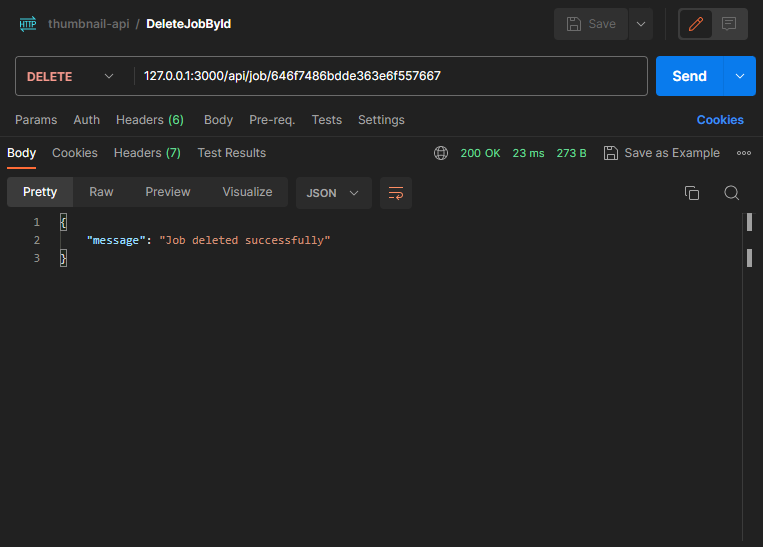 HTTP thumbnail-api / DeleteJobById Save
DELETE 127.0.0.1:3000/api/job/646f7486bdde363e6f557667 Send
Params Auth Headers (6) Body Pre-req. Tests Settings Cookies
Body Cookies Headers (7) Test Results 200 OK 23 ms 273 B Save as Example
Pretty Raw Preview Visualize JSON
1 {
2 "message": "Job deleted successfully"
3 }